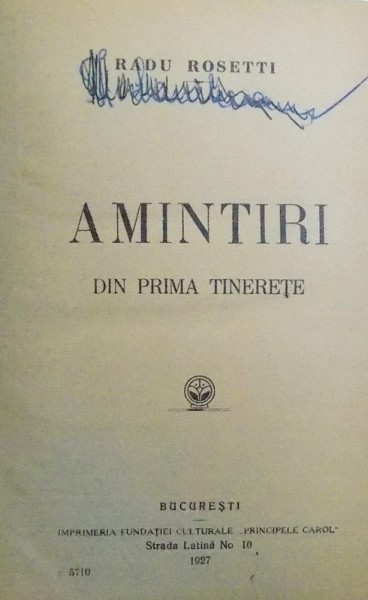 RADU ROSETTI
AMINTIRI
DIN PRIMA TINEREȚE
BUCUREȘTI
IMPRIMERIA FUNDAȚIEI CULTURALE „PRINCIPELE CAROL"
Strada Latină No 10
1927
5710